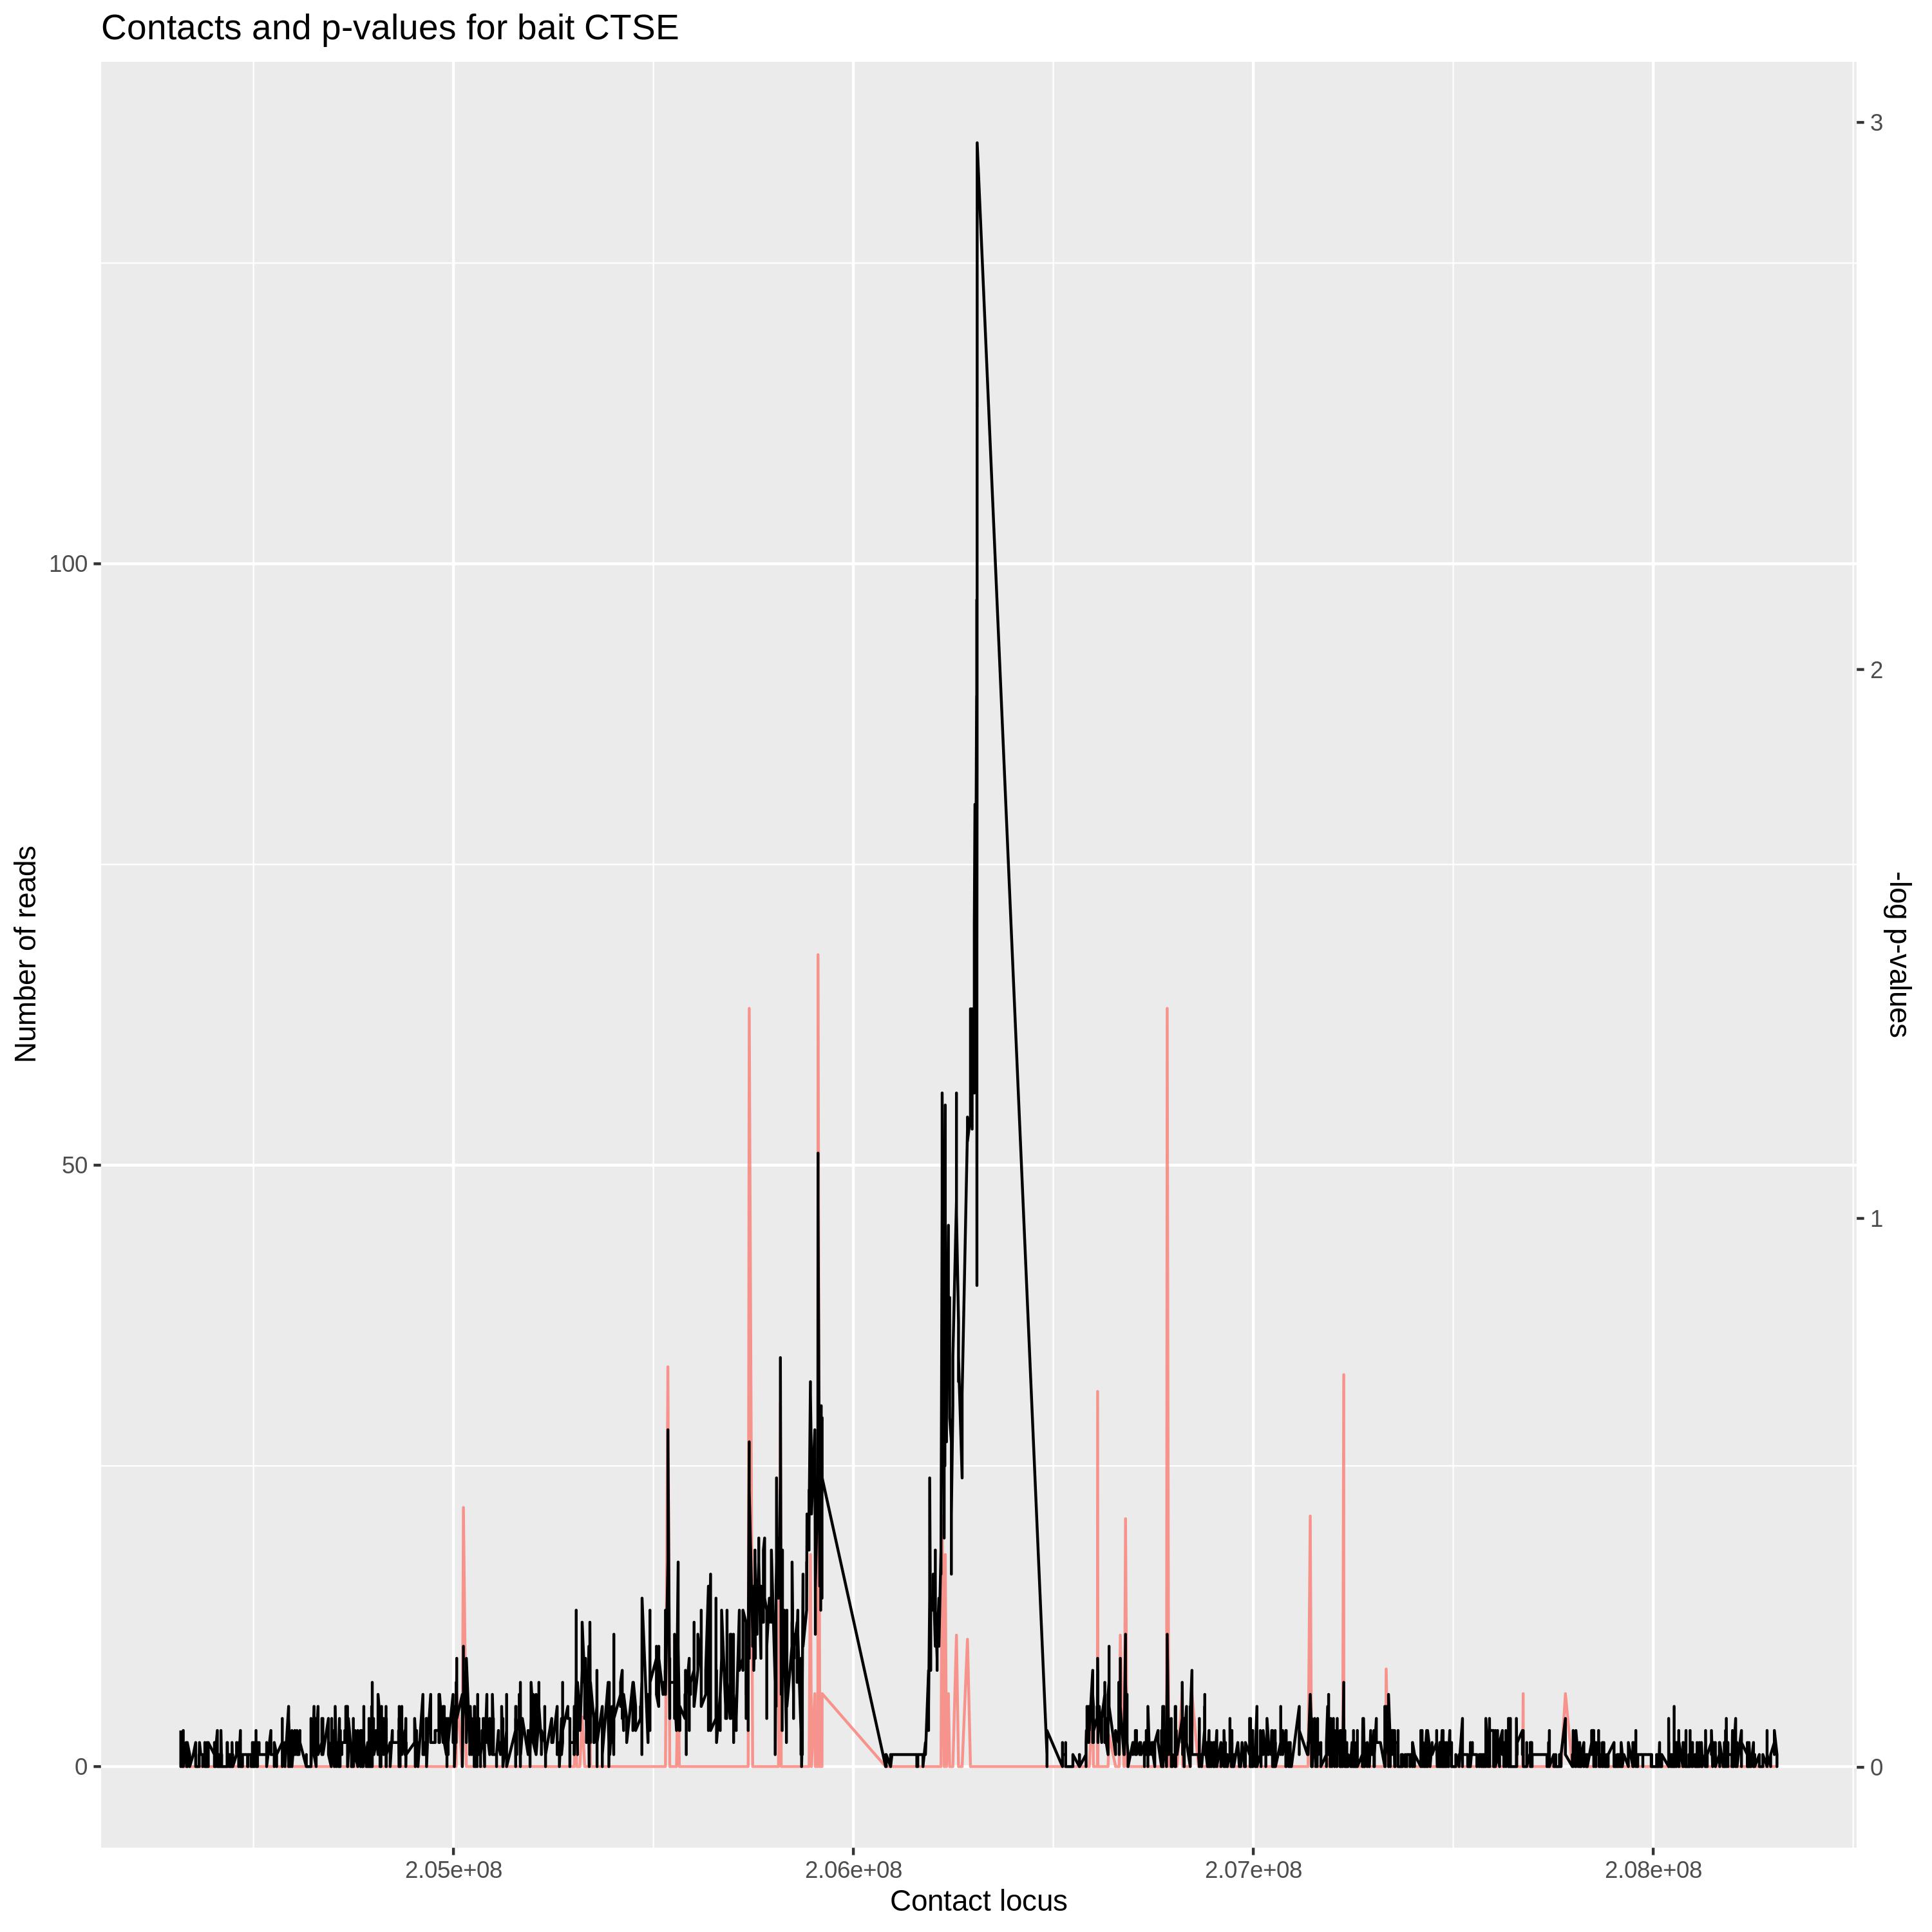 Contacts and p-values for bait CTSE
Number of reads
100
50
0
3
2
1
0
-log p-values
2.05e+08 2.06e+08 2.07e+08 2.08e+08
Contact locus